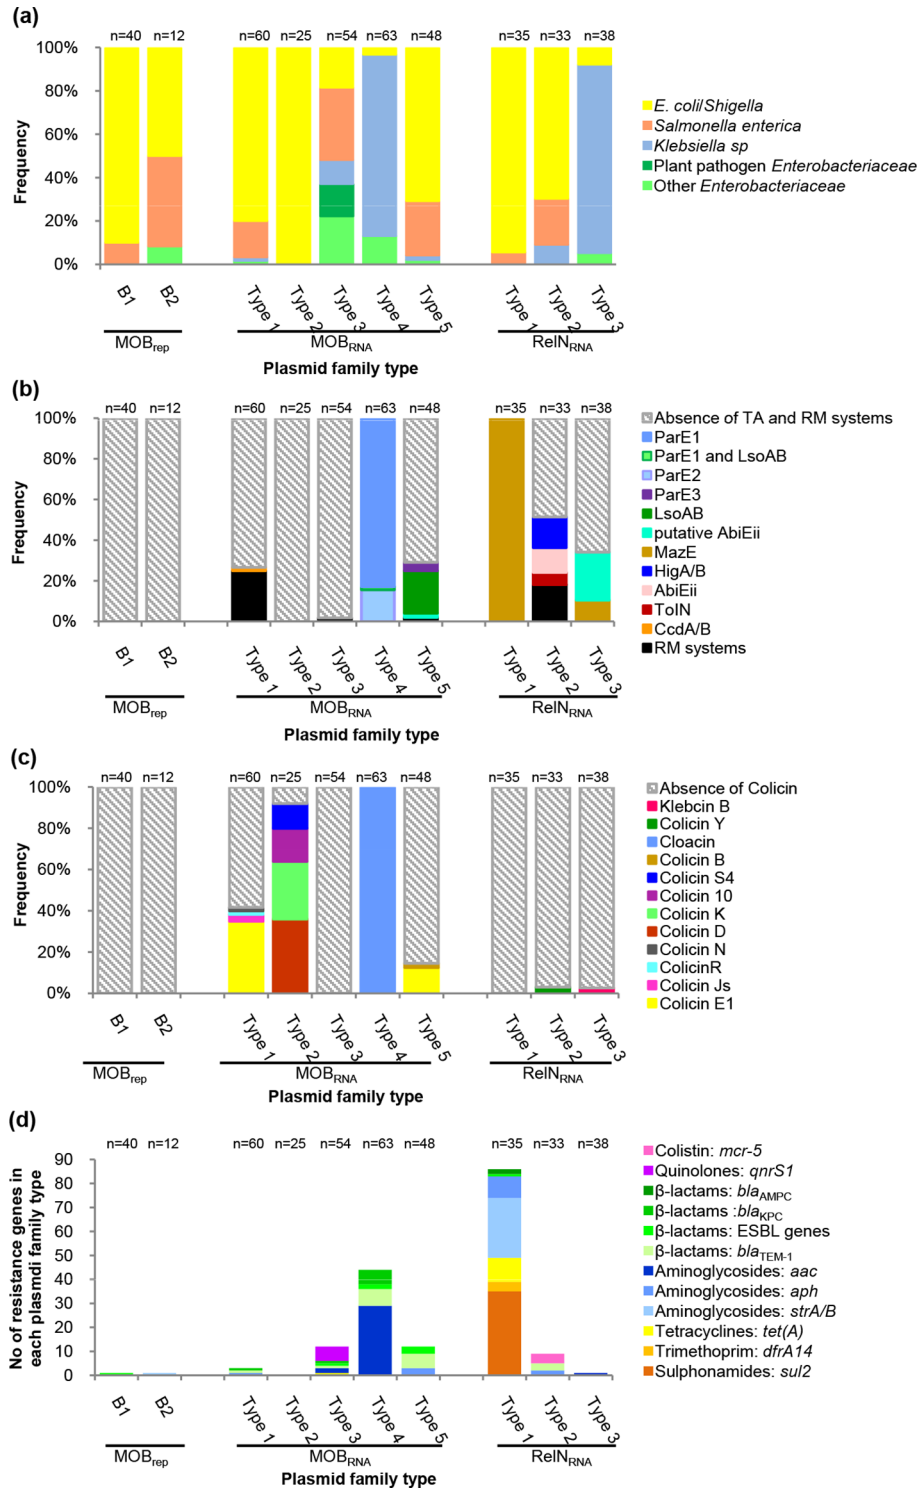 (a)
n=40 n=12 n=60 n=25 n=54 n=63 n=48 n=35 n=33 n=38
100%
80%
60%
40%
20%
0%
Frequency
E. coli/Shigella
Salmonella enterica
Klebsiella sp
Plant pathogen Enterobacteriaceae
Other Enterobacteriaceae
B1 B2 Type 1 Type 2 Type 3 Type 4 Type 5 Type 1 Type 2 Type 3
MOBrep MOBRNA RelNRNA
Plasmid family type
(b)
n=40 n=12 n=60 n=25 n=54 n=63 n=48 n=35 n=33 n=38
100%
80%
60%
40%
20%
0%
Frequency
Absence of TA and RM systems
ParE1
ParE1 and LsoAB
ParE2
ParE3
LsoAB
putative AbiEii
MazE
HigA/B
AbiEii
TolN
CcdA/B
RM systems
B1 B2 Type 1 Type 2 Type 3 Type 4 Type 5 Type 1 Type 2 Type 3
MOBrep MOBRNA RelNRNA
Plasmid family type
(c)
n=40 n=12 n=60 n=25 n=54 n=63 n=48 n=35 n=33 n=38
100%
80%
60%
40%
20%
0%
Frequency
Absence of Colicin
Klebcin B
Colicin Y
Cloacin
Colicin B
Colicin S4
Colicin 10
Colicin K
Colicin D
Colicin N
ColicinR
Colicin Js
Colicin E1
B1 B2 Type 1 Type 2 Type 3 Type 4 Type 5 Type 1 Type 2 Type 3
MOBrep MOBRNA RelNRNA
Plasmid family type
(d)
n=40 n=12 n=60 n=25 n=54 n=63 n=48 n=35 n=33 n=38
90
80
70
60
50
40
30
20
10
0
No of resistance genes in
each plasmdi family type
Colistin: mcr-5
Quinolones: qnrS1
β-lactams: blaAMPC
β-lactams :blaKPC
β-lactams: ESBL genes
β-lactams: blaTEM-1
Aminoglycosides: aac
Aminoglycosides: aph
Aminoglycosides: strA/B
Tetracyclines: tet(A)
Trimethoprim: dfrA14
Sulphonamides: sul2
B1 B2 Type 1 Type 2 Type 3 Type 4 Type 5 Type 1 Type 2 Type 3
MOBrep MOBRNA RelNRNA
Plasmid family type